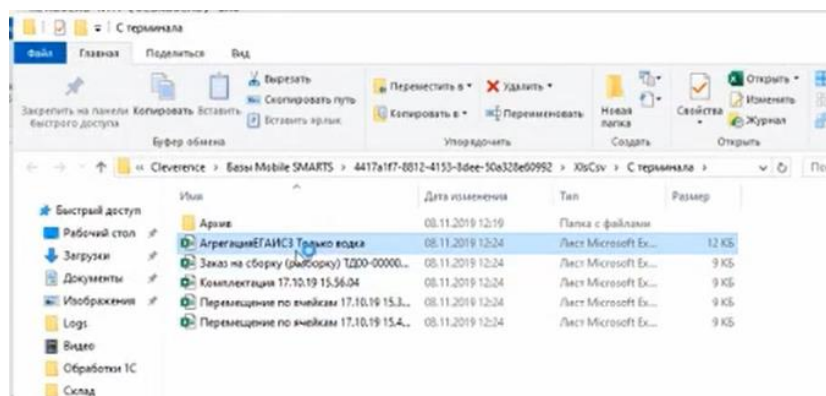 С терминала
Файл Главная Поделиться Вид
Закрепить на панели быстрого доступа
Копировать
Вставить
Вырезать
Скопировать путь
Вставить ярлык
Буфер обмена
Переместить в
Копировать в
Удалить
Переименовать
Упорядочить
Новая папка
Создать
Свойства
Открыть
Изменить
Журнал
Открыть
« Cleverence > Базы Mobile SMARTS > 4417a1f7-8812-4153-8dee-50a328e60992 > XlsCsv > С терминала >
Имя Дата изменения Тип Размер
Быстрый доступ
Рабочий стол
Загрузки
Документы
Изображения
Logs
Видео
Обработки 1С
Склад
Архив 08.11.2019 12:19 Папка с файлами
АгрегацияЕГАИС3 Только водка 08.11.2019 12:24 Лист Microsoft Ex... 12 КБ
Заказ на сборку (разборку) ТД00-00000... 08.11.2019 12:24 Лист Microsoft Ex... 9 КБ
Комплектация 17.10.19 15.56.04 08.11.2019 12:24 Лист Microsoft Ex... 9 КБ
Перемещение по ячейкам 17.10.19 15.3... 08.11.2019 12:24 Лист Microsoft Ex... 9 КБ
Перемещение по ячейкам 17.10.19 15.4... 08.11.2019 12:24 Лист Microsoft Ex... 9 КБ